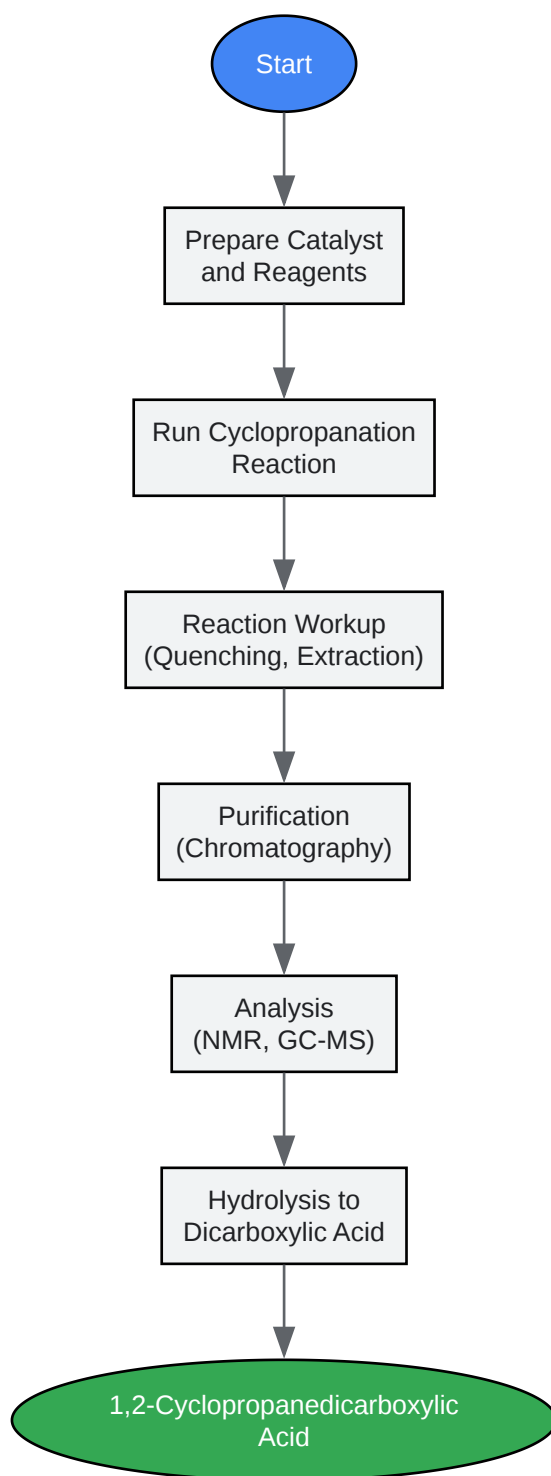 Start
Prepare Catalyst
and Reagents
Run Cyclopropanation
Reaction
Reaction Workup
(Quenching, Extraction)
Purification
(Chromatography)
Analysis
(NMR, GC-MS)
Hydrolysis to
Dicarboxylic Acid
1,2-Cyclopropanedicarboxylic
Acid